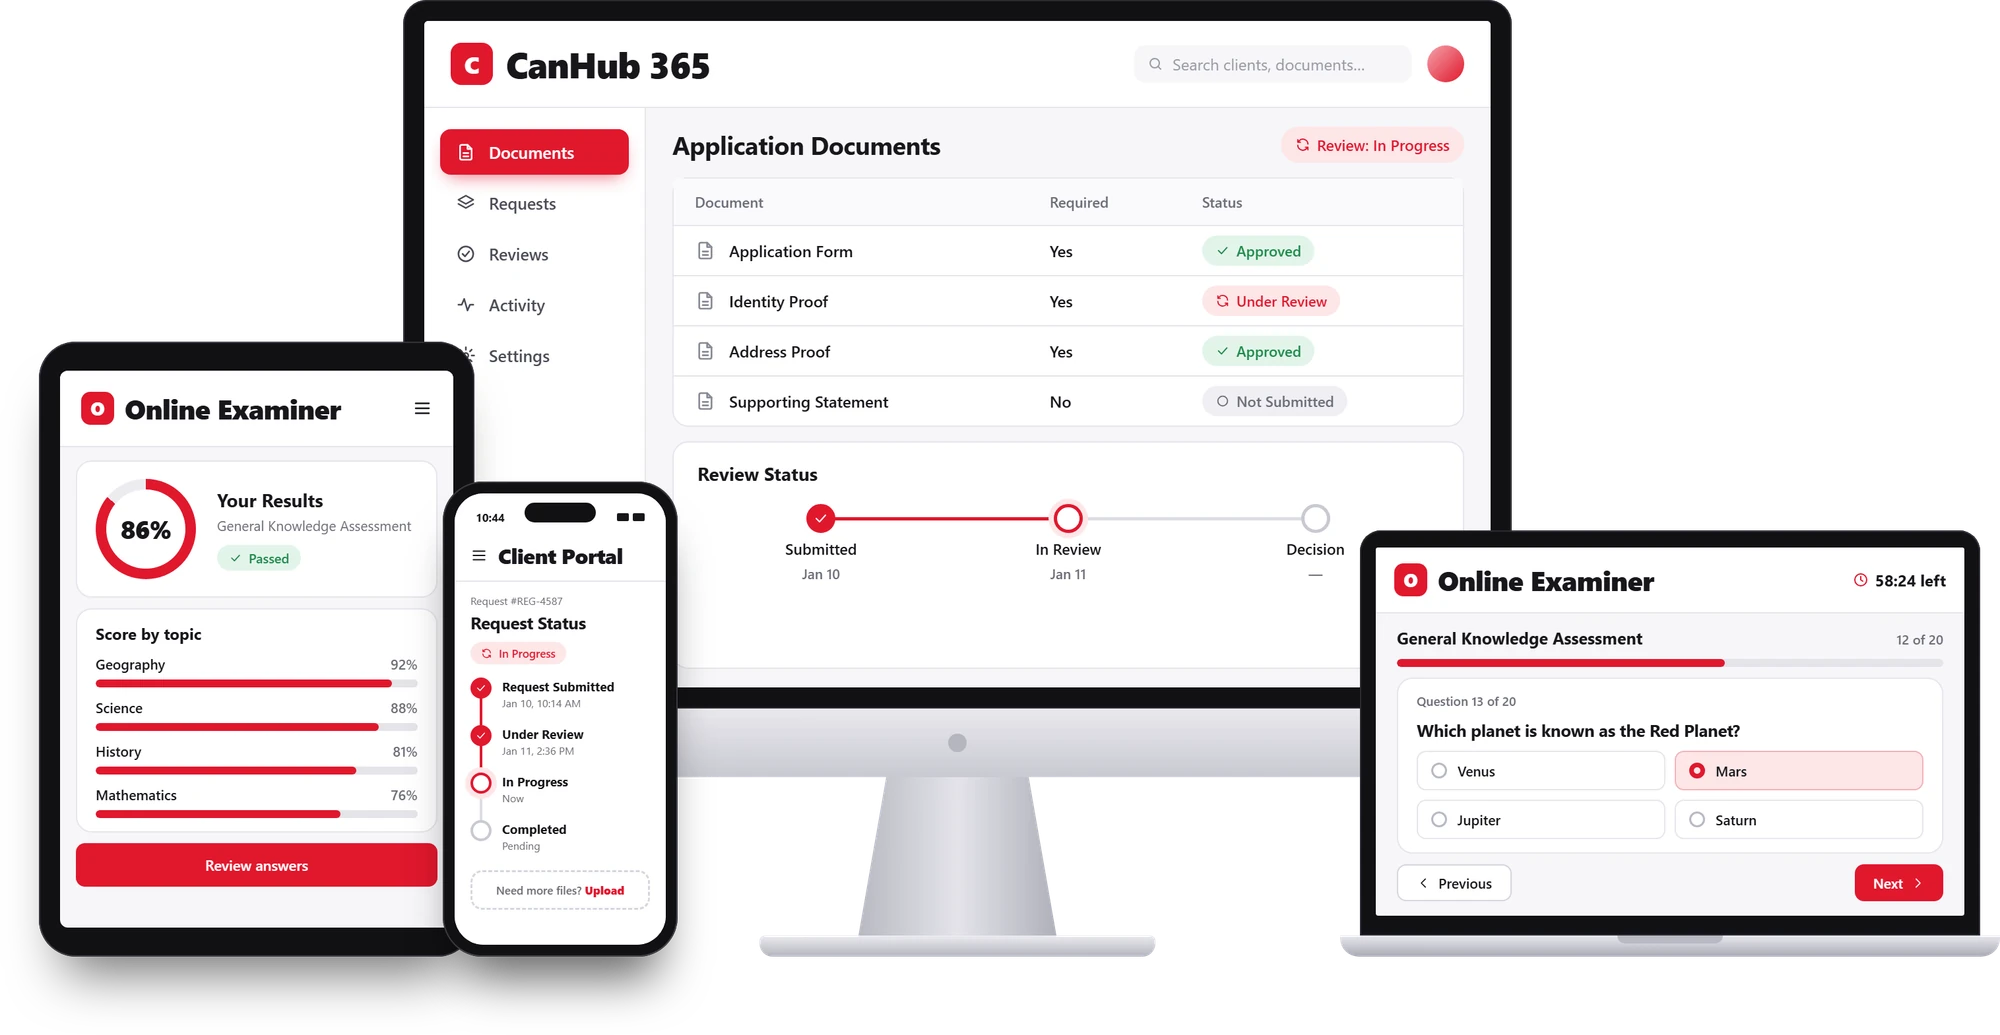 C CanHub 365
Search clients, documents...
Documents
Requests
Reviews
Activity
Settings
Application Documents
Review: In Progress
Document Required Status
Application Form Yes Approved
Identity Proof Yes Under Review
Address Proof Yes Approved
Supporting Statement No Not Submitted
Review Status
Submitted In Review Decision
Jan 10 Jan 11 —
O Online Examiner
86%
Your Results
General Knowledge Assessment
Passed
Score by topic
Geography 92%
Science 88%
History 81%
Mathematics 76%
Review answers
10:44
Client Portal
Request #REG-4587
Request Status
In Progress
Request Submitted
Jan 10, 10:14 AM
Under Review
Jan 11, 2:36 PM
In Progress
Now
Completed
Pending
Need more files? Upload
O Online Examiner
58:24 left
General Knowledge Assessment 12 of 20
Question 13 of 20
Which planet is known as the Red Planet?
Venus Mars
Jupiter Saturn
Previous Next